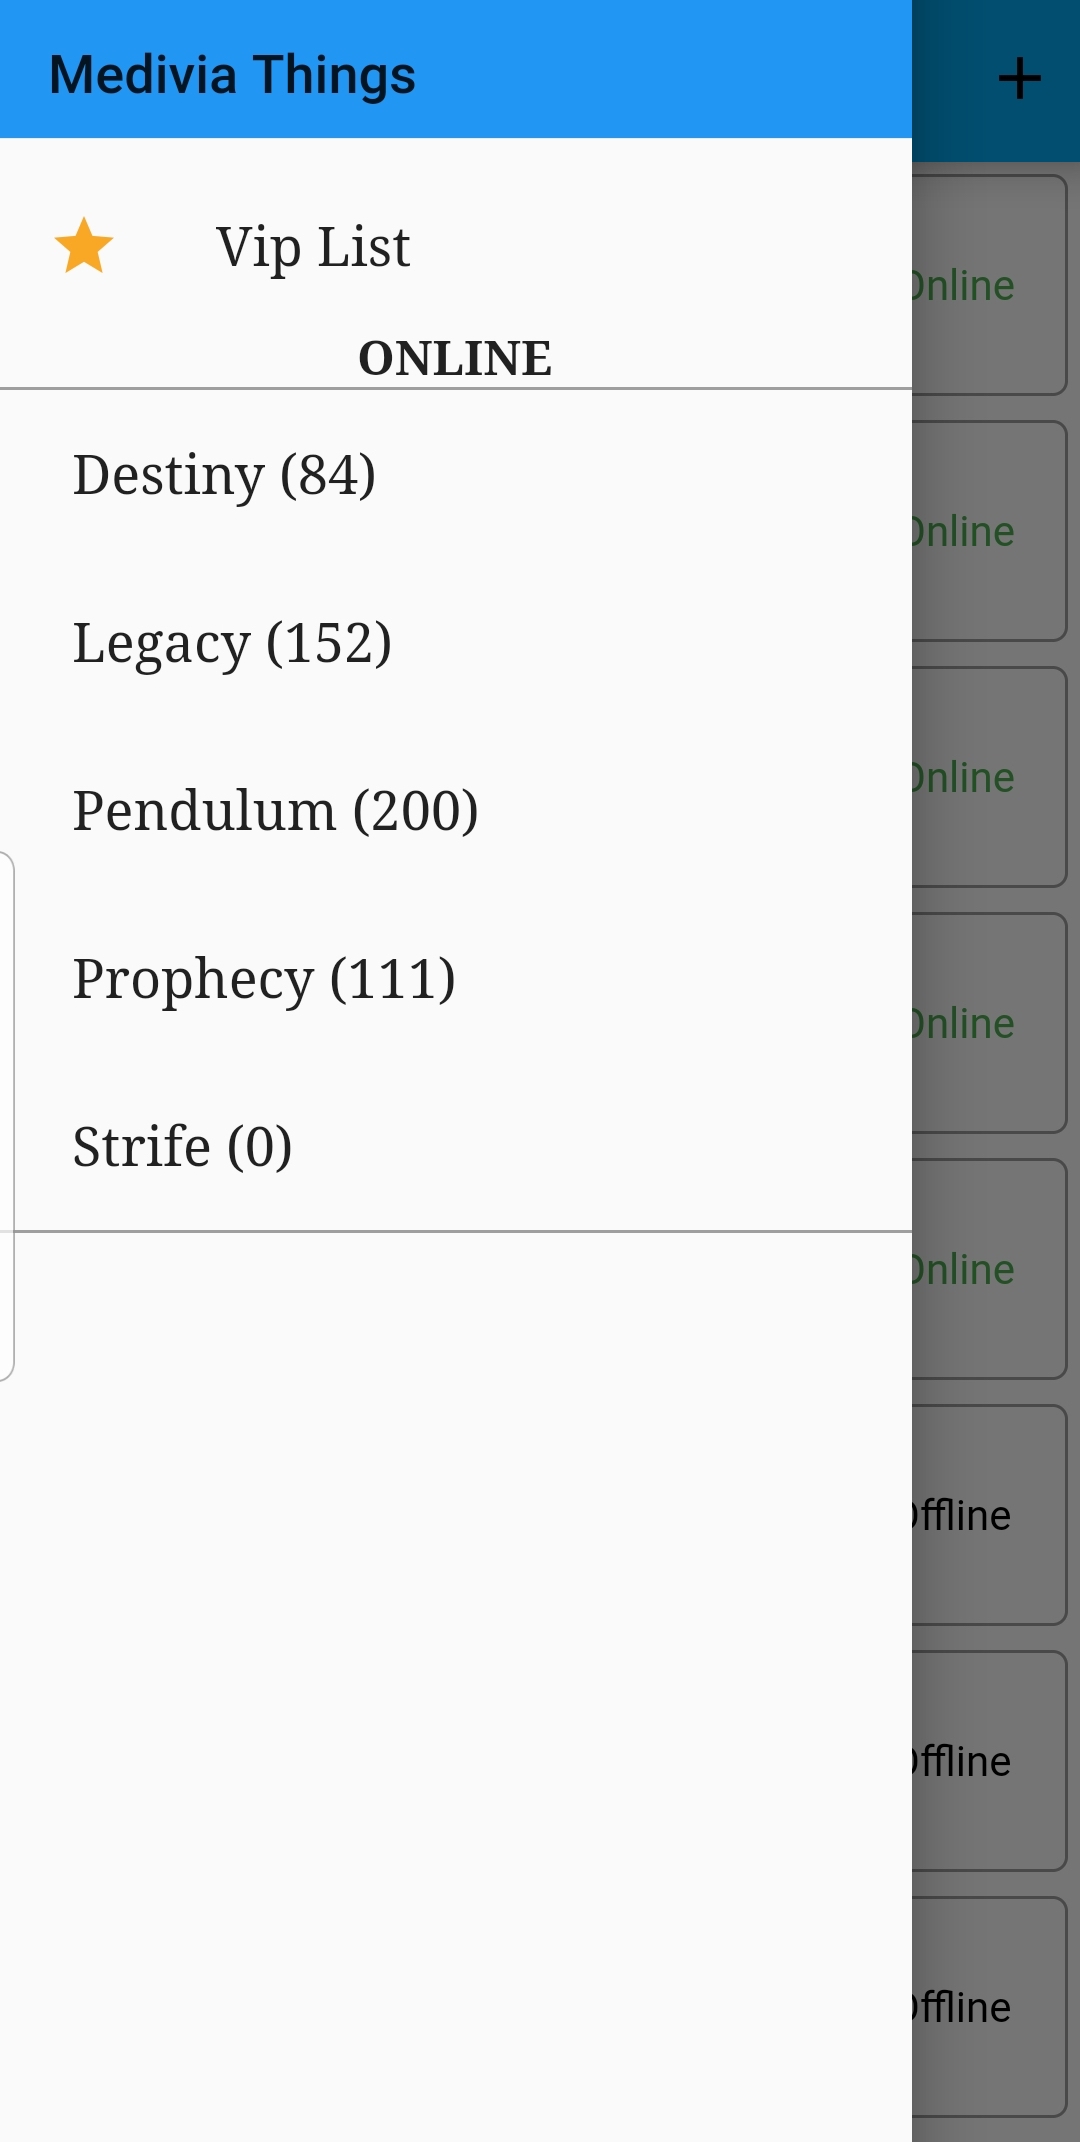 Medivia Things
+
Vip List
ONLINE
Destiny (84)
Legacy (152)
Pendulum (200)
Prophecy (111)
Strife (0)
Online
Online
Online
Online
Online
Offline
Offline
Offline